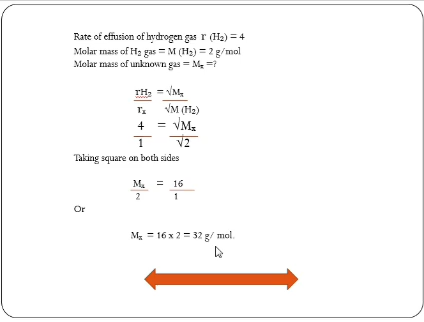 Rate of effusion of hydrogen gas r (H₂) = 4
Molar mass of H₂ gas = M (H₂) = 2 g/mol
Molar mass of unknown gas = Mₓ =?
rH₂ = √Mₓ
rₓ √M (H₂)
4 = √Mₓ
1 √2
Taking square on both sides
Mₓ = 16
2 1
Or
Mₓ = 16 x 2 = 32 g/ mol.